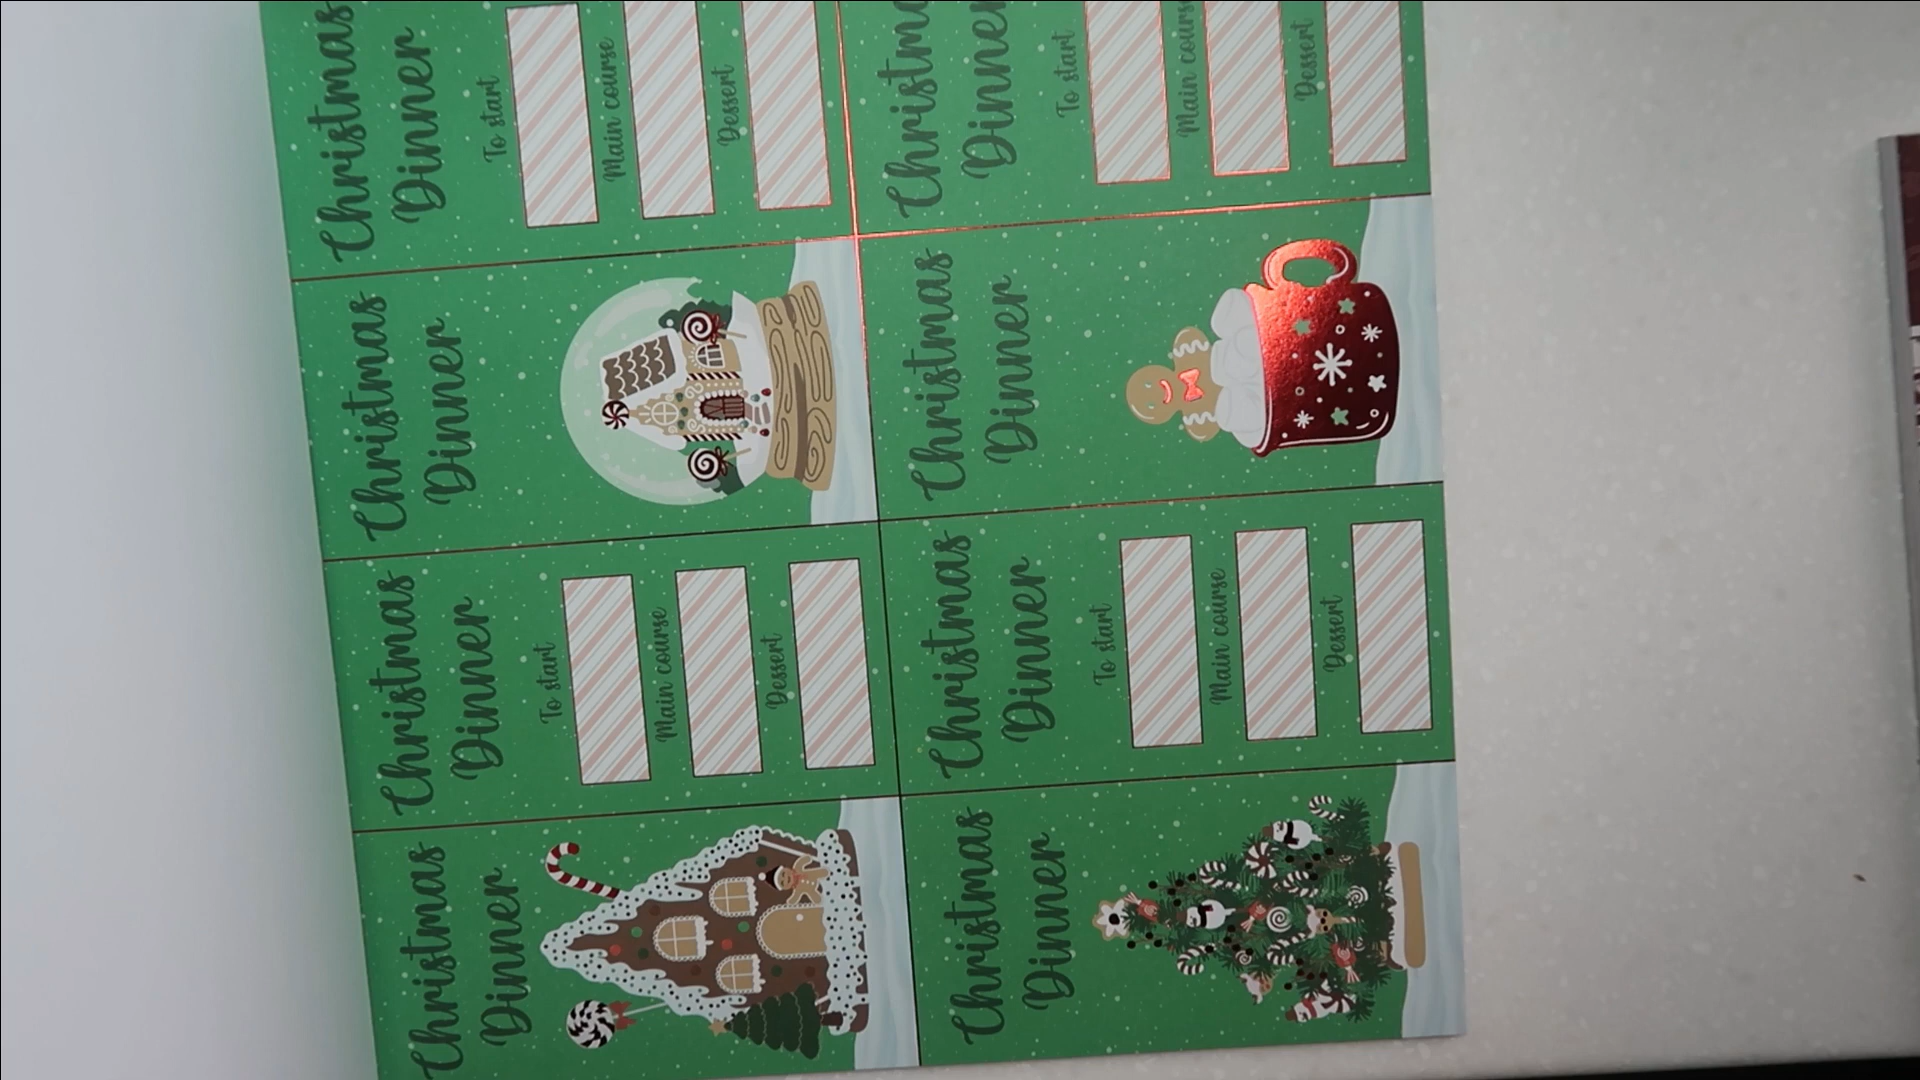 Christmas
Dinner
Christmas
Dinner
To start
Main course
Dessert
Christmas
Dinner
Christmas
Dinner
To start
Main course
Dessert
Christmas
Dinner
Christmas
Dinner
To start
Main course
Dessert
Christmas
Dinner
Christma
Dinner
To start
Main course
Dessert